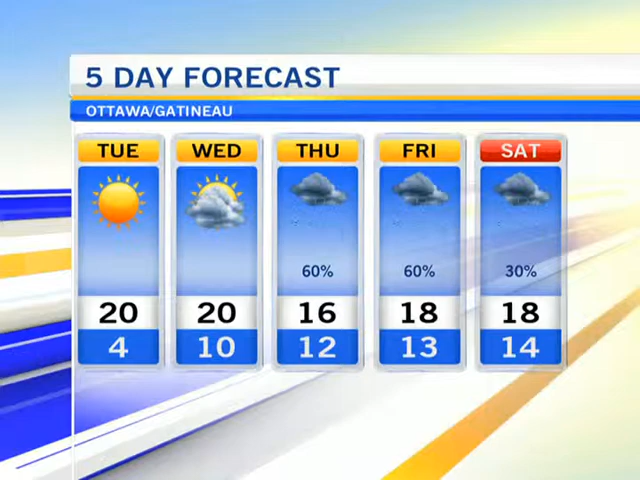 5 DAY FORECAST
OTTAWA/GATINEAU
TUE WED THU FRI SAT
60% 60% 30%
20 20 16 18 18
4 10 12 13 14